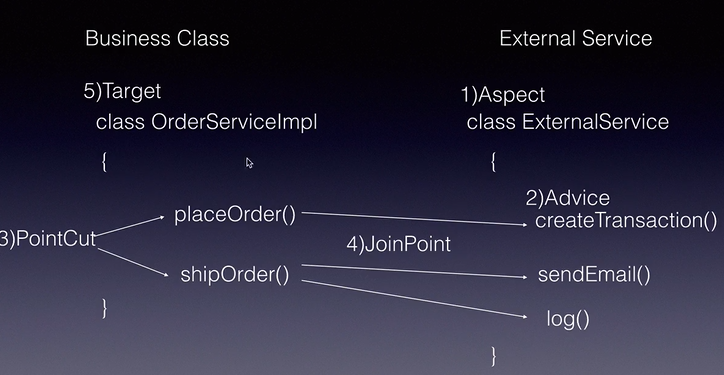 Business Class
External Service
5)Target
1)Aspect
class OrderServiceImpl
class ExternalService
{
{
2)Advice
placeOrder()
createTransaction()
3)PointCut
4)JoinPoint
shipOrder()
sendEmail()
}
log()
}